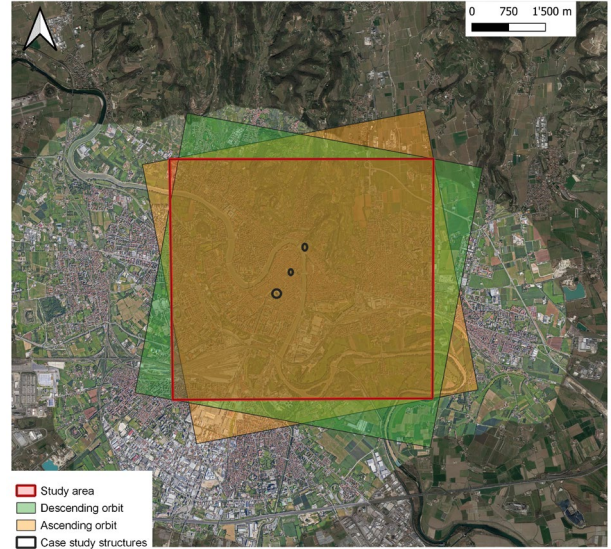 0 750 1'500 m
Study area
Descending orbit
Ascending orbit
Case study structures